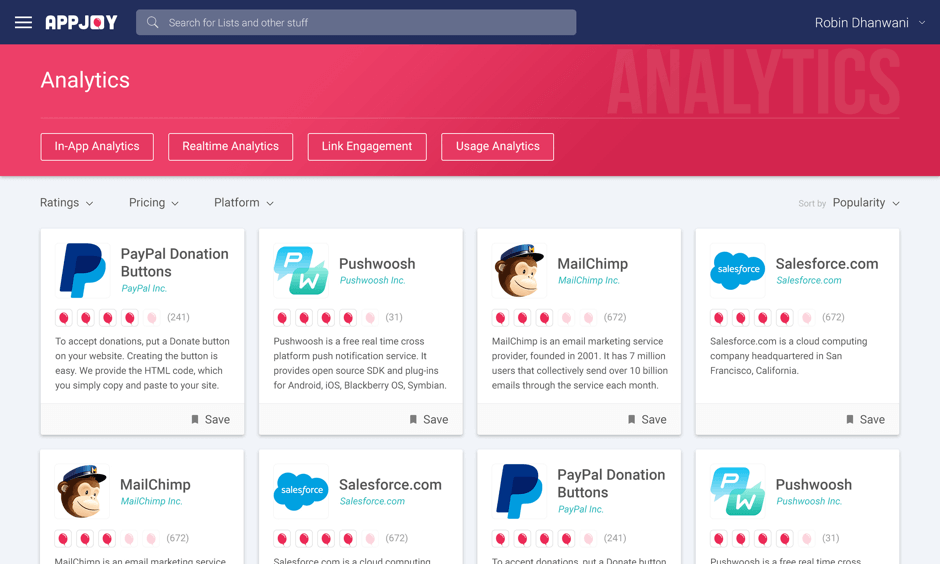 APPJOY
Search for Lists and other stuff
Robin Dhanwani
Analytics
ANALYTICS
In-App Analytics
Realtime Analytics
Link Engagement
Usage Analytics
Ratings
Pricing
Platform
Sort by Popularity
PayPal Donation
Buttons
PayPal Inc.
(241)
To accept donations, put a Donate button
on your website. Creating the button is
easy. We provide the HTML code, which
you simply copy and paste to your site.
Save
Pushwoosh
Pushwoosh Inc.
(31)
Pushwoosh is a free real time cross
platform push notification service. It
provides open source SDK and plug-ins
for Android, iOS, Blackberry OS, Symbian.
Save
MailChimp
MailChimp Inc.
(672)
MailChimp is an email marketing service
provider, founded in 2001. It has 7 million
users that collectively send over 10 billion
emails through the service each month.
Save
salesforce
Salesforce.com
Salesforce.com
(672)
Salesforce.com is a cloud computing
company headquartered in San
Francisco, California.
Save
MailChimp
MailChimp Inc.
(672)
MailChimp is an email marketing service
salesforce
Salesforce.com
Salesforce.com
(672)
Salesforce.com is a cloud computing
PayPal Donation
Buttons
PayPal Inc.
(241)
To accept donations, put a Donate button
Pushwoosh
Pushwoosh Inc.
(31)
Pushwoosh is a free real time cross